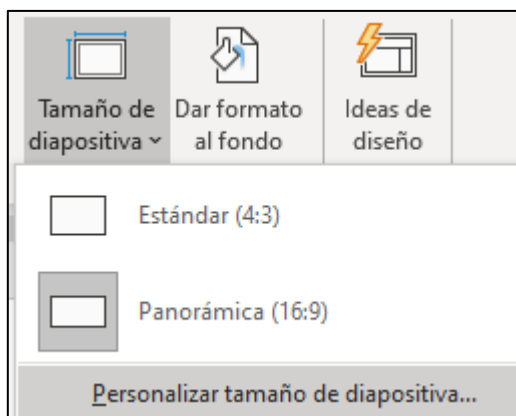 Tamaño de
diapositiva
Dar formato
al fondo
Ideas de
diseño
Estándar (4:3)
Panorámica (16:9)
Personalizar tamaño de diapositiva...